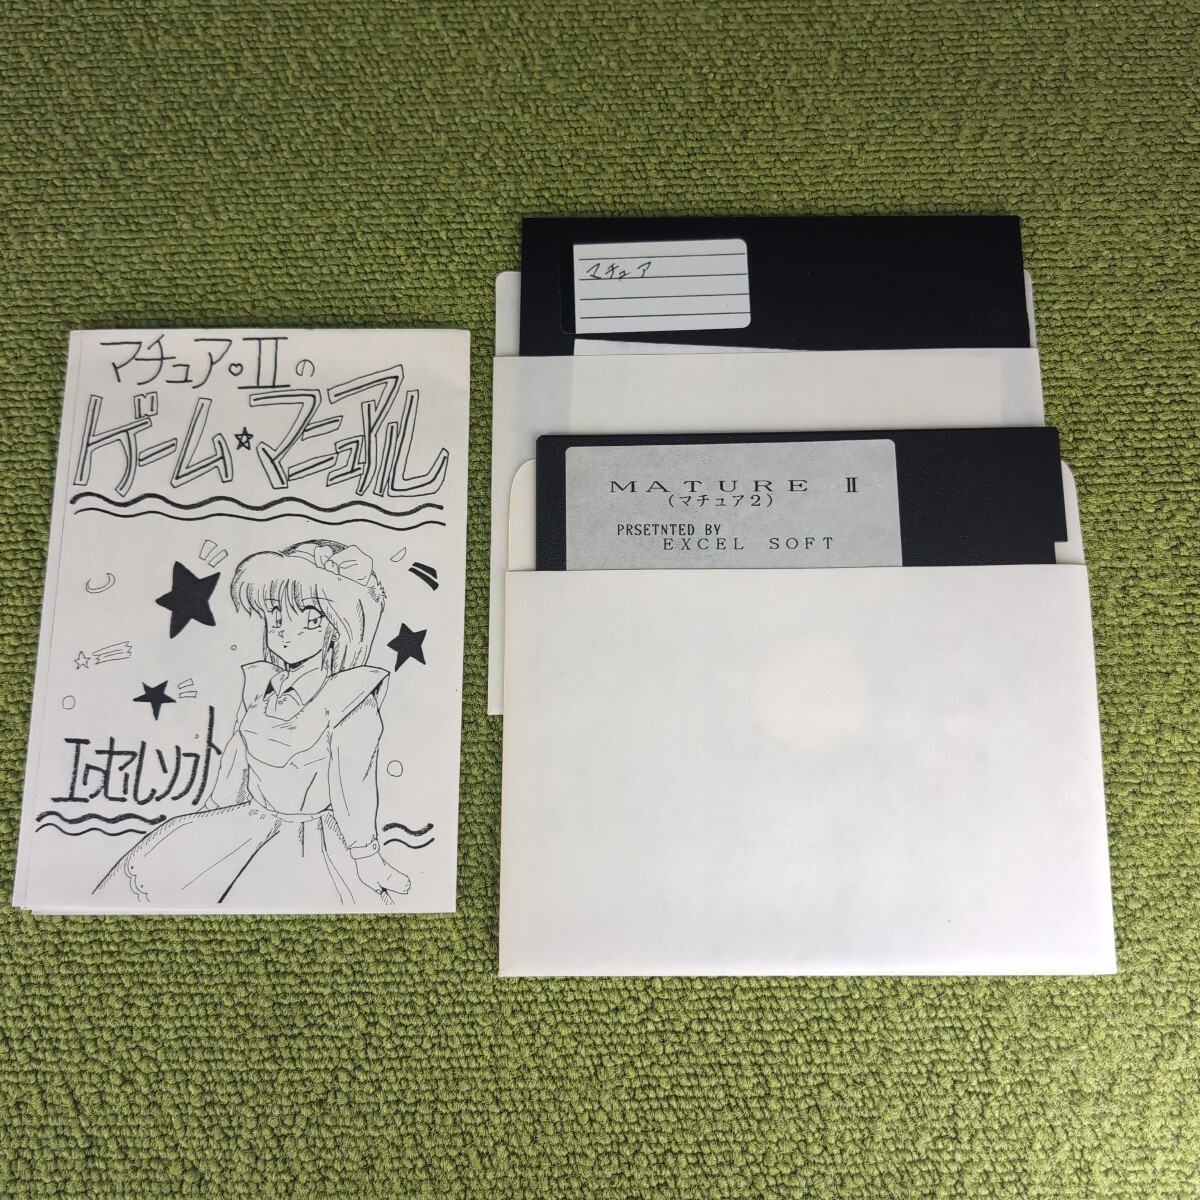 マチュア♡IIの
ゲーム☆マニュアル
エクセルソフト
マチュア
MATURE II
(マチュア2)
PRSETNTED BY
EXCEL SOFT